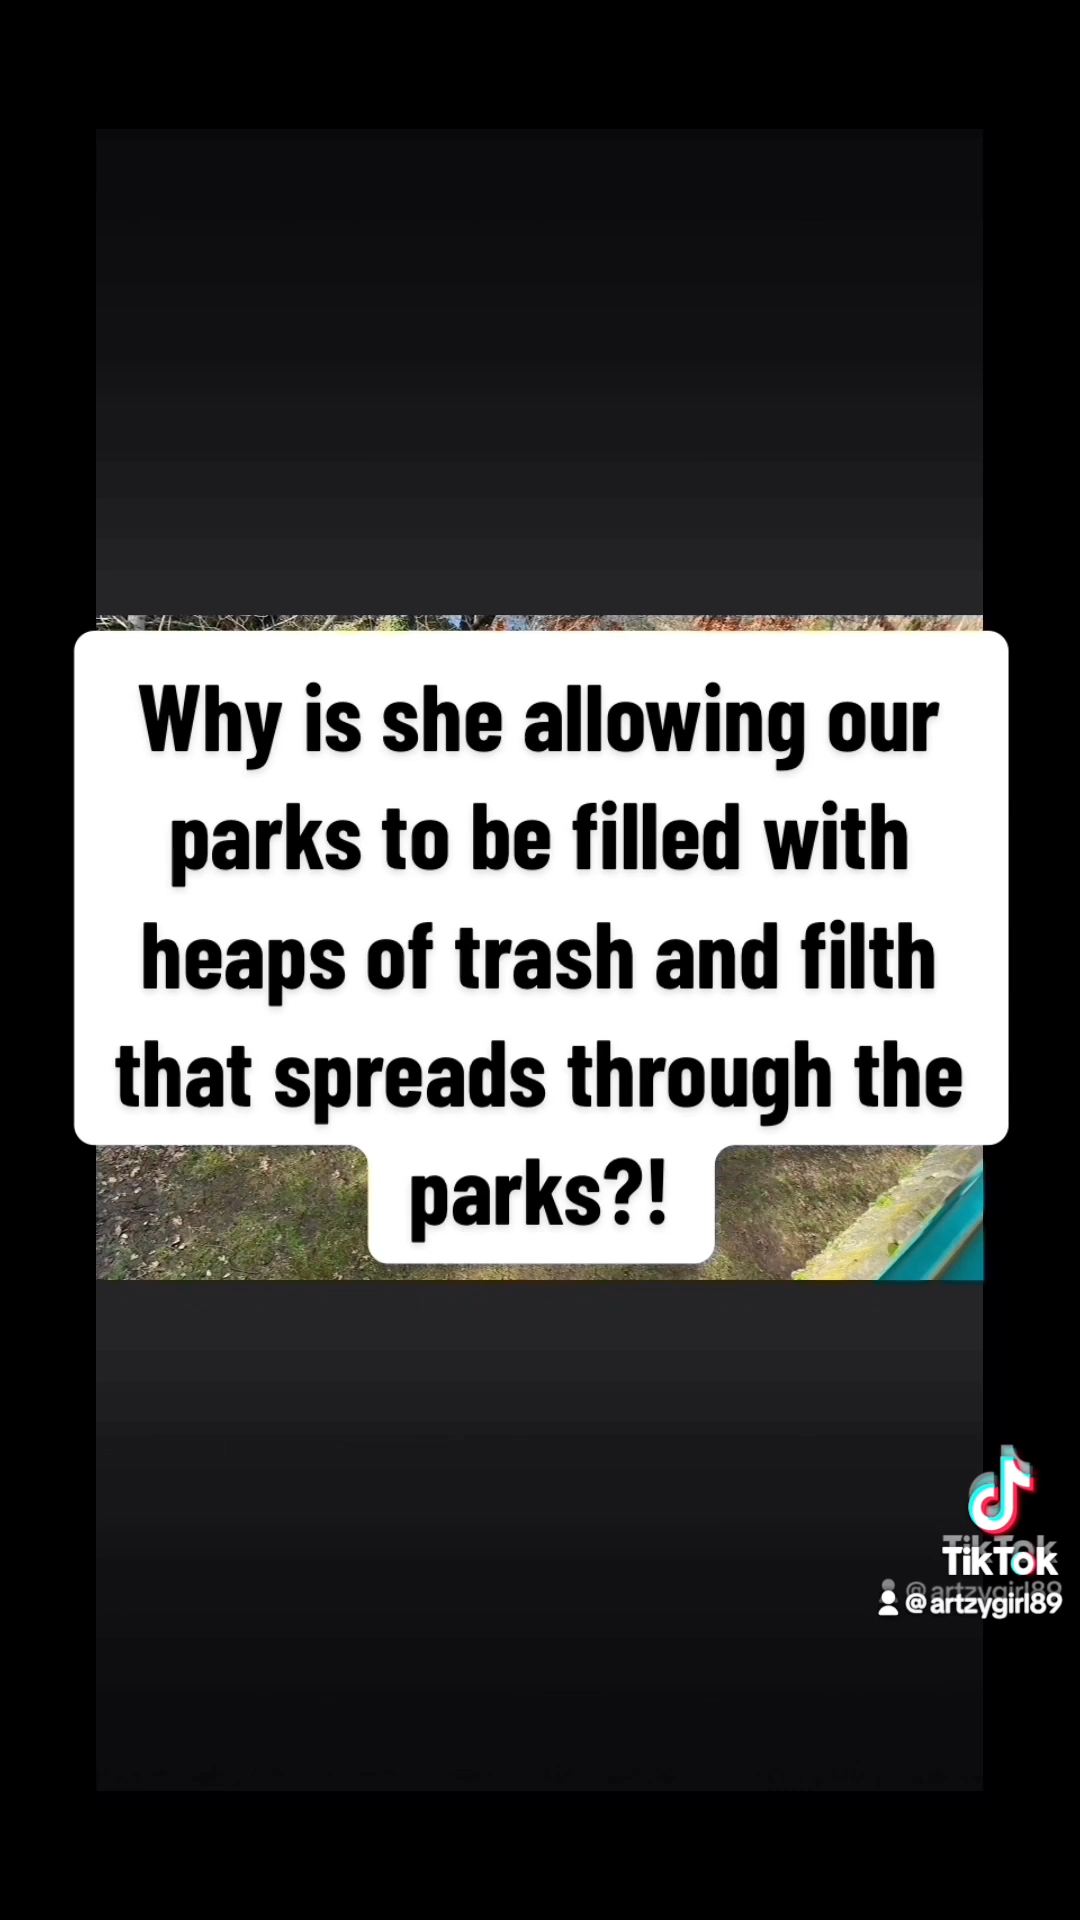 Why is she allowing our
parks to be filled with
heaps of trash and filth
that spreads through the
parks?!
TikTok
@artzygirl89